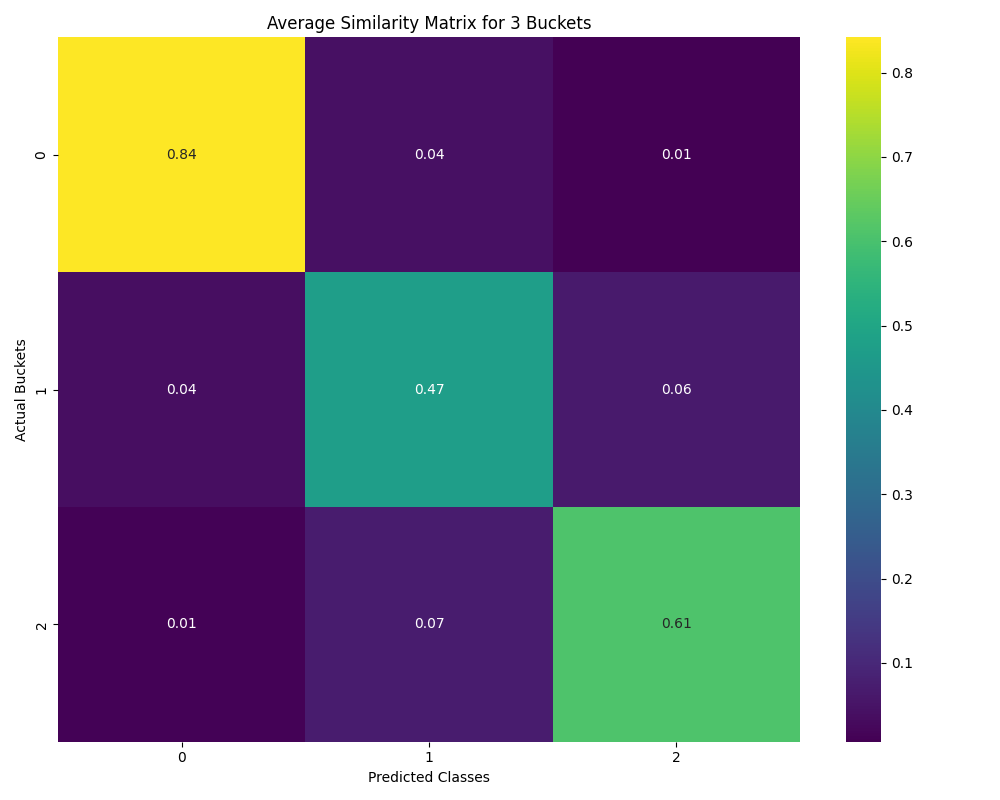 Average Similarity Matrix for 3 Buckets
0.84 0.04 0.01
0.04 0.47 0.06
0.01 0.07 0.61
0
1
2
Actual Buckets
0 1 2
Predicted Classes
0.8
0.7
0.6
0.5
0.4
0.3
0.2
0.1